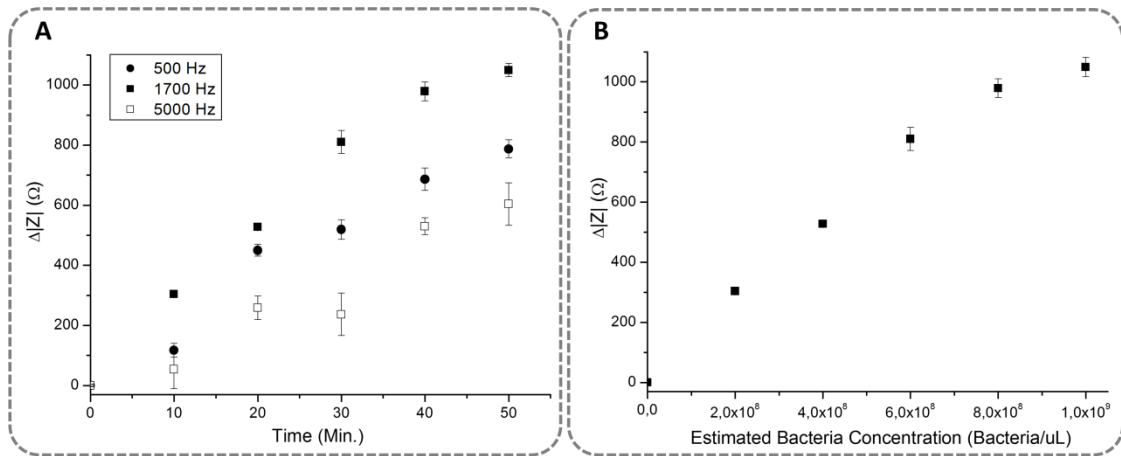 A
500 Hz
1700 Hz
5000 Hz
1000
800
600
400
200
0
Δ|Z| (Ω)
0 10 20 30 40 50
Time (Min.)
B
1000
800
600
400
200
0
Δ|Z| (Ω)
0,0 2,0x10⁸ 4,0x10⁸ 6,0x10⁸ 8,0x10⁸ 1,0x10⁹
Estimated Bacteria Concentration (Bacteria/uL)